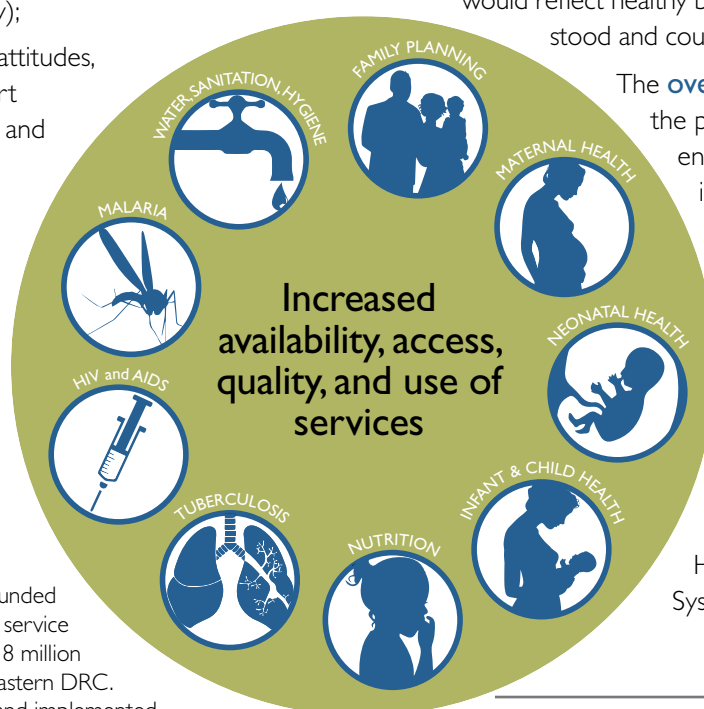 y);
attitudes,
rt
and
would reflect healthy b
stood and cou
The ove
the p
en
i
FAMILY PLANNING
MATERNAL HEALTH
NEONATAL HEALTH
INFANT & CHILD HEALTH
NUTRITION
TUBERCULOSIS
HIV and AIDS
MALARIA
WATER, SANITATION, HYGIENE
Increased
availability, access,
quality, and use of
services
unded
service
8 million
astern DRC.
and implemented
H
Sys